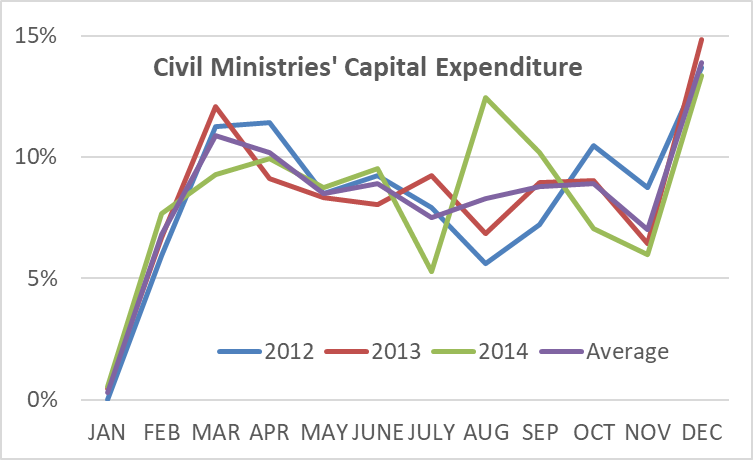 15%
Civil Ministries' Capital Expenditure
10%
5%
2012 2013 2014 Average
0%
JAN FEB MAR APR MAY JUNE JULY AUG SEP OCT NOV DEC